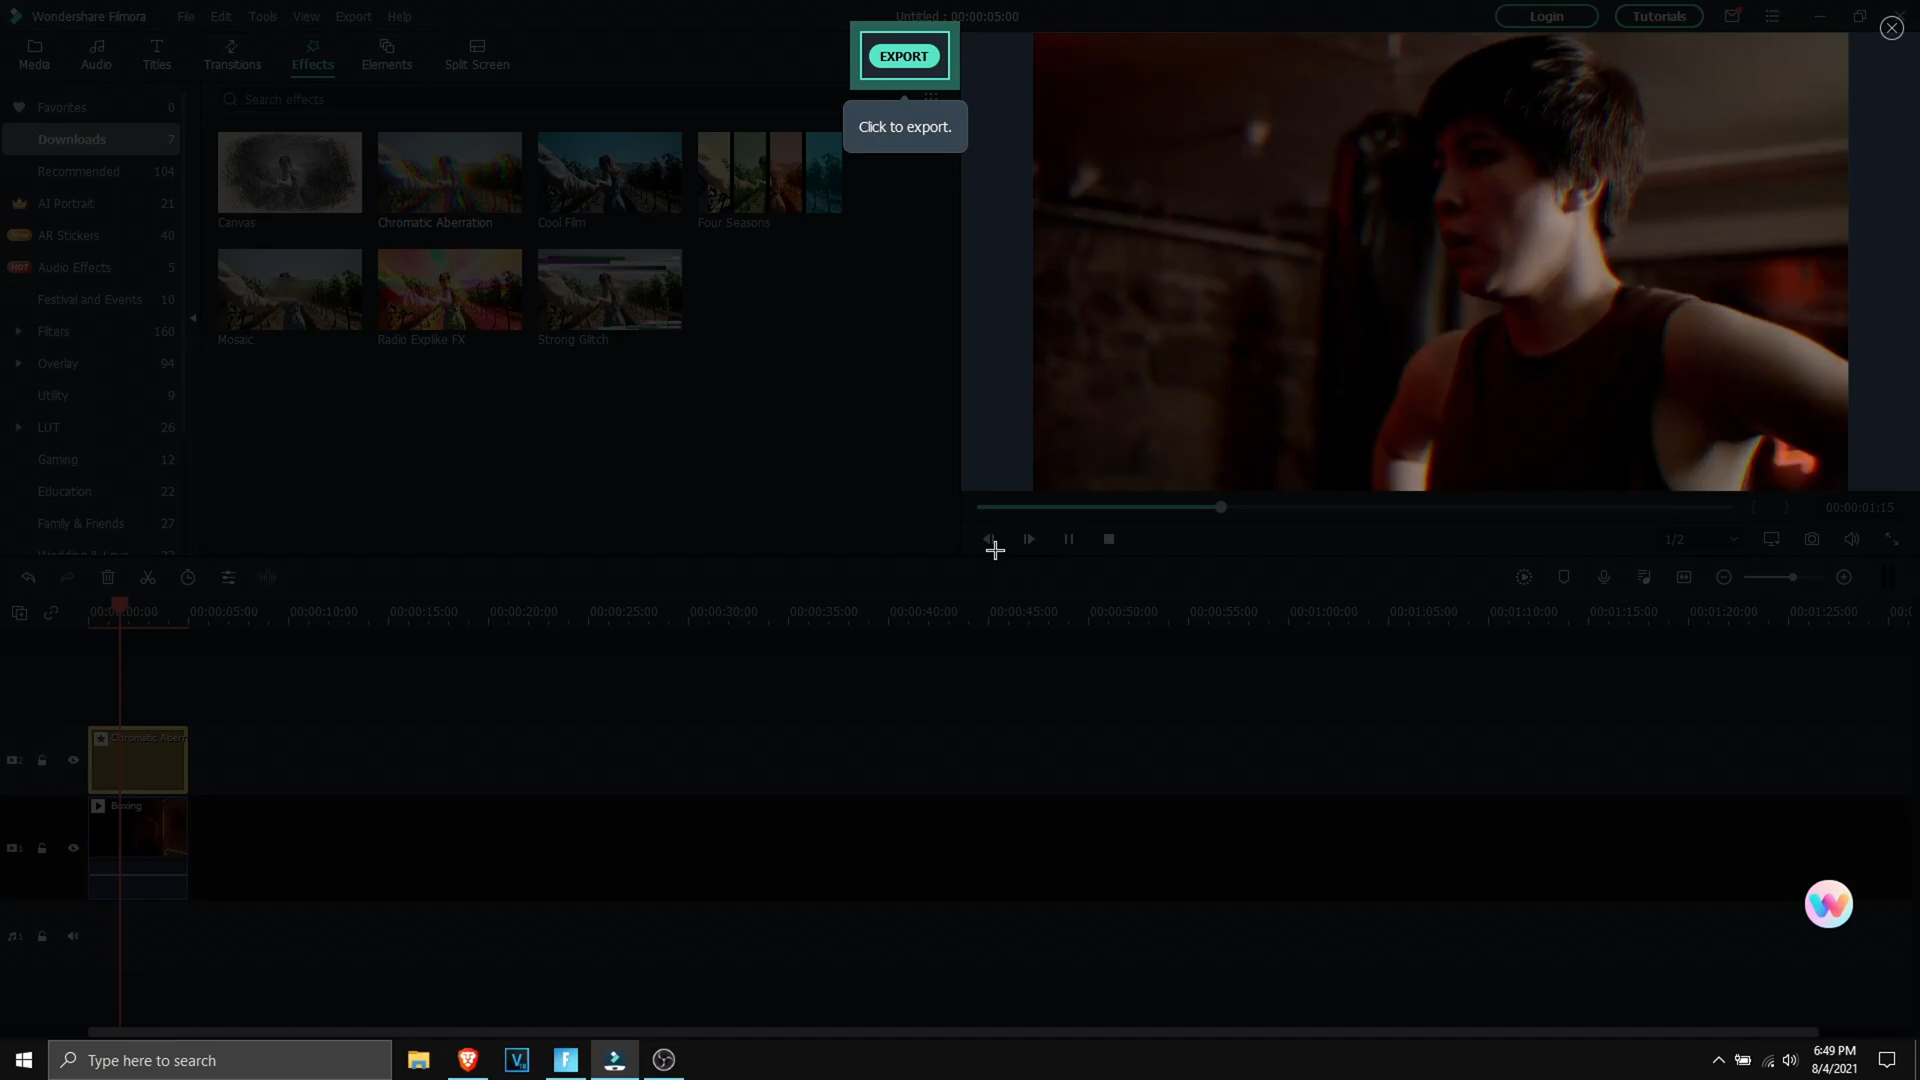 Wondershare Filmora File Edit Tools View Export Help
Untitled : 00:00:05:00
Login Tutorials
Media Audio Titles Transitions Effects Elements Split Screen
EXPORT
Click to export.
Search effects
Favorites 0
Downloads 7
Recommended 104
AI Portrait 21
AR Stickers 40
HOT Audio Effects 5
Festival and Events 10
Filters 160
Overlay 94
Utility 9
LUT 26
Gaming 12
Education 22
Family & Friends 27
Canvas Chromatic Aberration Cool Film Four Seasons
Mosaic Radio Explike FX Strong Glitch
00:00:01:15
1/2
00:00:05:00 00:00:10:00 00:00:15:00 00:00:20:00 00:00:25:00 00:00:30:00 00:00:35:00 00:00:40:00 00:00:45:00 00:00:50:00 00:00:55:00 00:01:00:00 00:01:05:00 00:01:10:00 00:01:15:00 00:01:20:00 00:01:25:00
Chromatic Aberr
2
Boxing
1
1
Type here to search
6:49 PM
8/4/2021